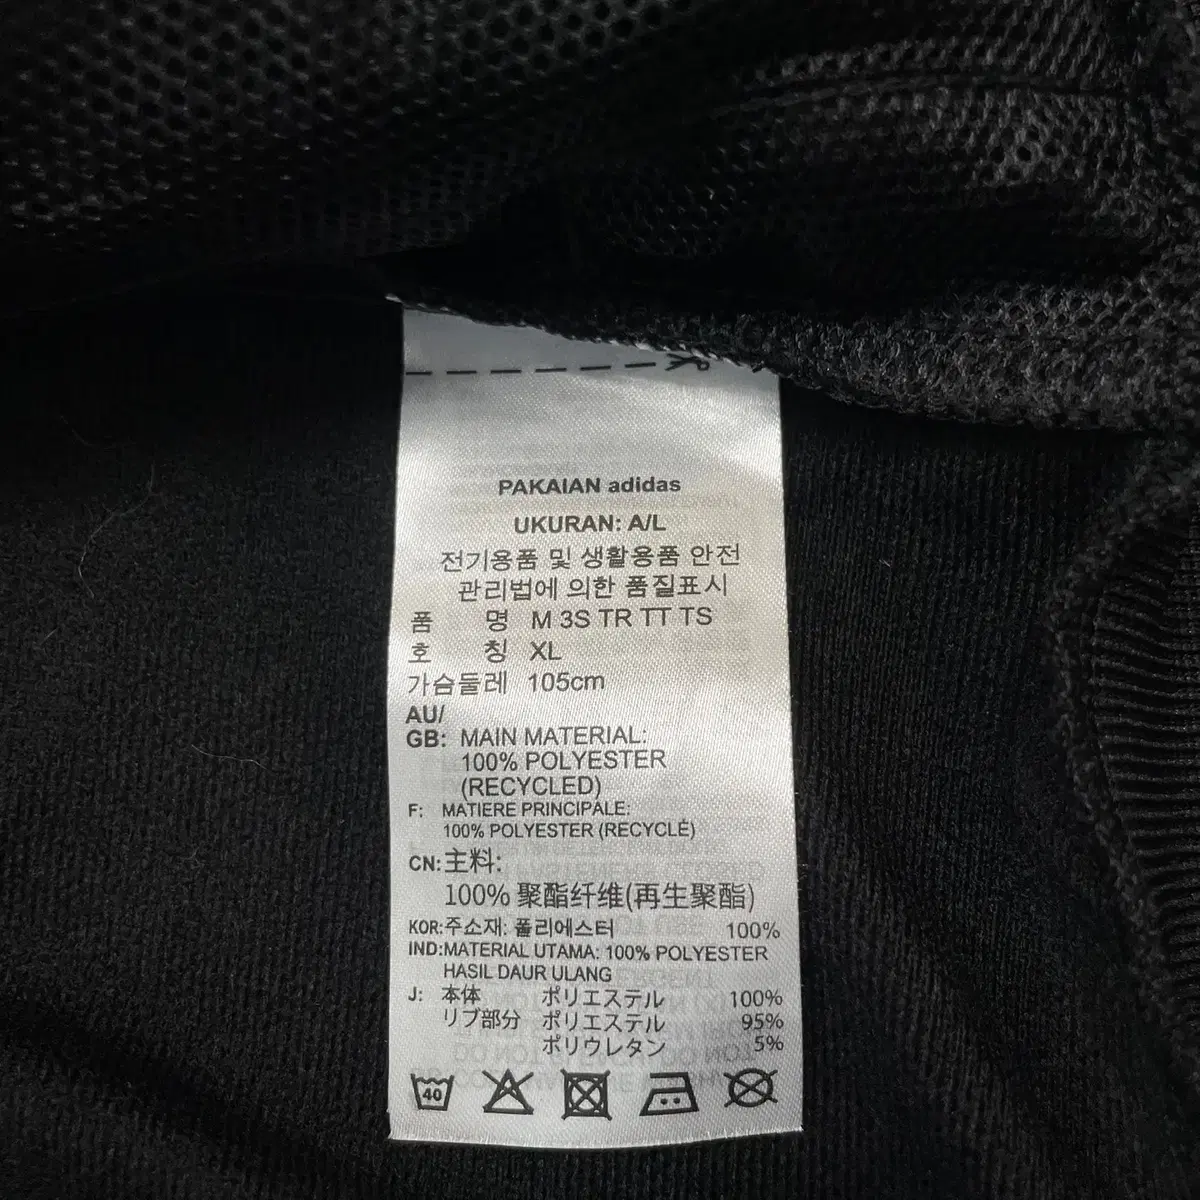 PAKAIAN adidas
UKURAN: A/L
전기용품 및 생활용품 안전
관리법에 의한 품질표시
품 명 M 3S TR TT TS
호 칭 XL
가슴둘레 105cm
AU/
GB: MAIN MATERIAL:
100% POLYESTER
(RECYCLED)
F: MATIERE PRINCIPALE:
100% POLYESTER (RECYCLÉ)
CN:主料:
100% 聚酯纤维(再生聚酯)
KOR:주소재: 폴리에스터 100%
IND:MATERIAL UTAMA: 100% POLYESTER
HASIL DAUR ULANG
J: 本体 ポリエステル 100%
リブ部分 ポリエステル 95%
ポリウレタン 5%
40